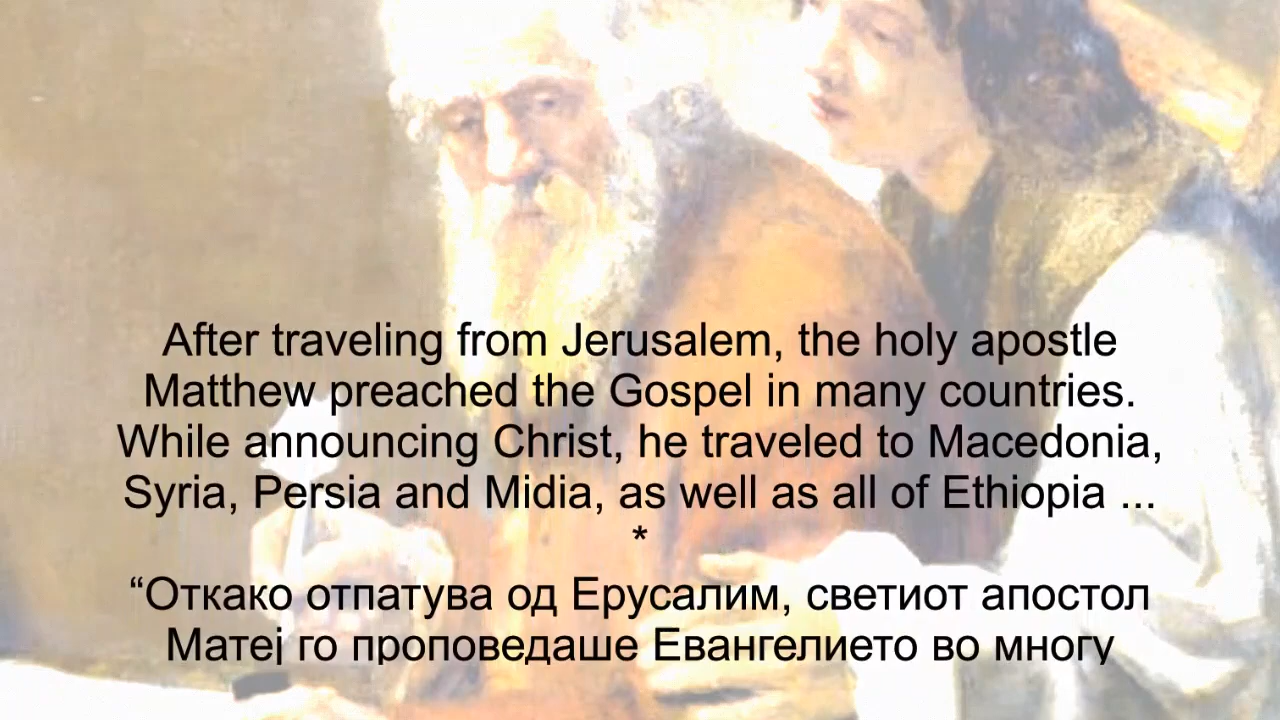 After traveling from Jerusalem, the holy apostle
Matthew preached the Gospel in many countries.
While announcing Christ, he traveled to Macedonia,
Syria, Persia and Midia, as well as all of Ethiopia ...
*
“Откако отпатува од Ерусалим, светиот апостол
Матеј го проповедаше Евангелието во многу